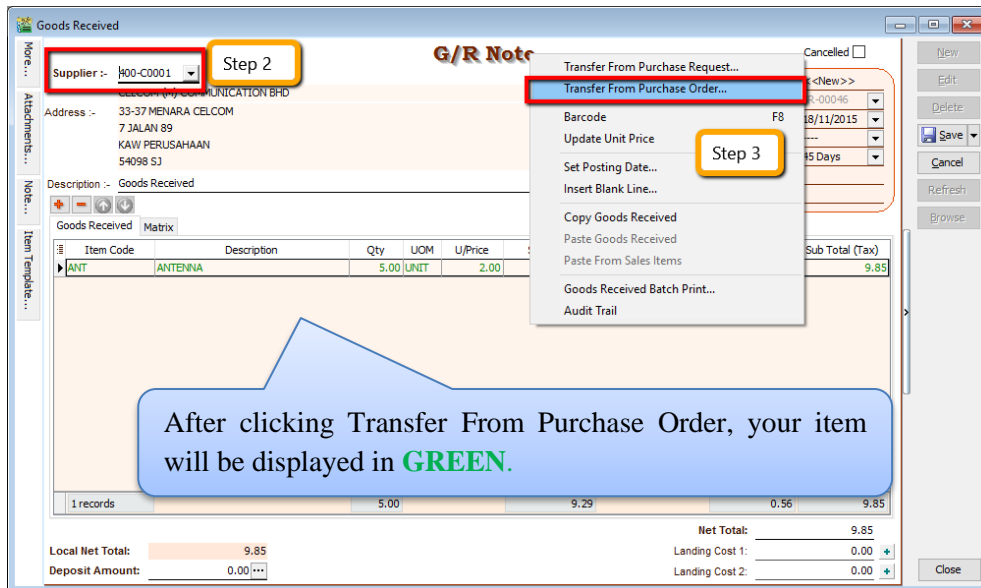 Goods Received
More...
Attachments...
Note...
Item Template...
G/R Note
Cancelled
Supplier :- 400-C0001
Step 2
CELCOM (M) COMMUNICATION BHD
Address :- 33-37 MENARA CELCOM
7 JALAN 89
KAW PERUSAHAAN
54098 SJ
<<New>>
R-00046
18/11/2015
----
45 Days
Description :- Goods Received
Transfer From Purchase Request...
Transfer From Purchase Order...
Barcode F8
Update Unit Price
Step 3
Set Posting Date...
Insert Blank Line...
Copy Goods Received
Paste Goods Received
Paste From Sales Items
Goods Received Batch Print...
Audit Trail
New
Edit
Delete
Save
Cancel
Refresh
Browse
Goods Received Matrix
Item Code Description Qty UOM U/Price S Sub Total (Tax)
ANT ANTENNA 5.00 UNIT 2.00 9.85
After clicking Transfer From Purchase Order, your item
will be displayed in GREEN.
1 records 5.00 9.29 0.56 9.85
Net Total: 9.85
Local Net Total: 9.85 Landing Cost 1: 0.00
Deposit Amount: 0.00 Landing Cost 2: 0.00
Close